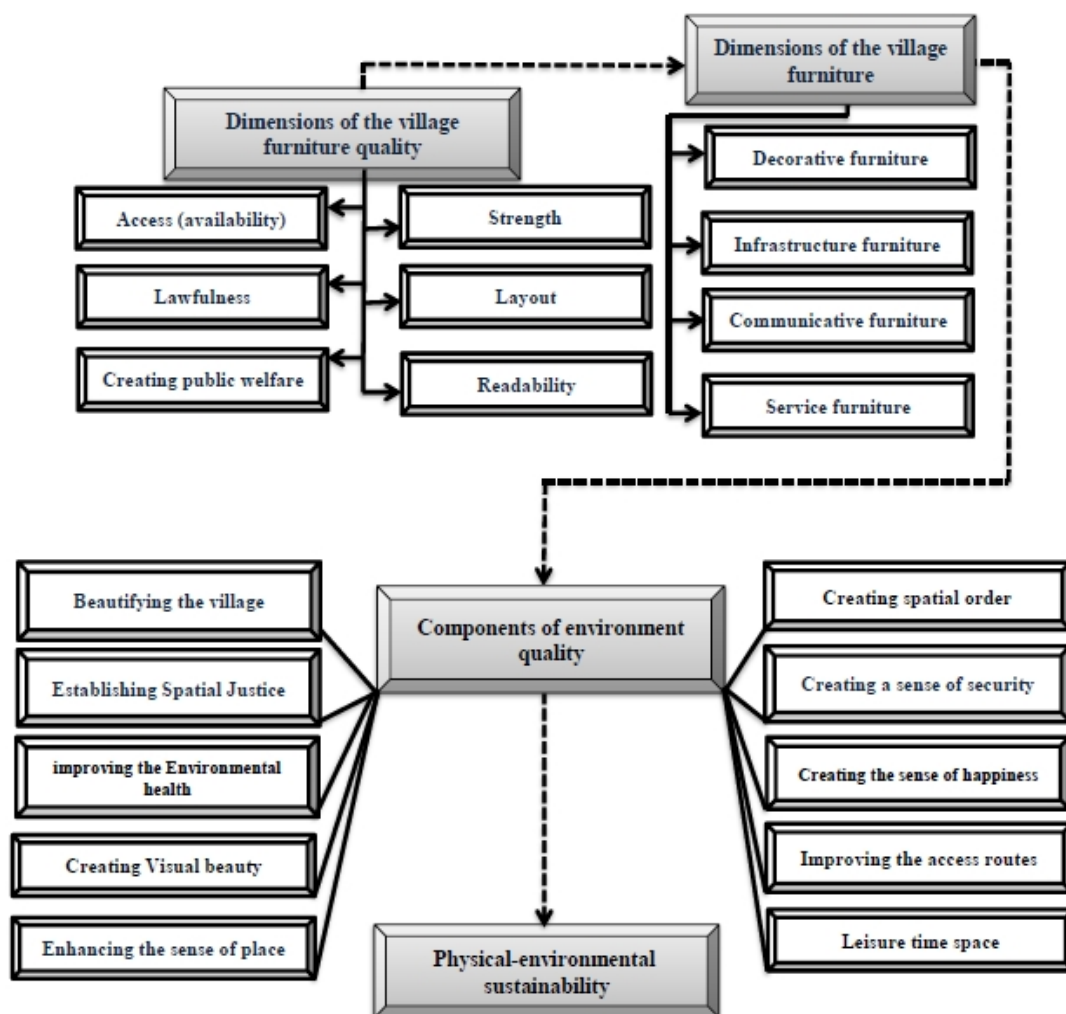 Dimensions of the village
furniture
Dimensions of the village
furniture quality
Decorative furniture
Access (availability)
Strength
Infrastructure furniture
Lawfulness
Layout
Communicative furniture
Creating public welfare
Readability
Service furniture
Beautifying the village
Components of environment
quality
Creating spatial order
Establishing Spatial Justice
Creating a sense of security
improving the Environmental
health
Creating the sense of happiness
Creating Visual beauty
Improving the access routes
Enhancing the sense of place
Leisure time space
Physical-environmental
sustainability